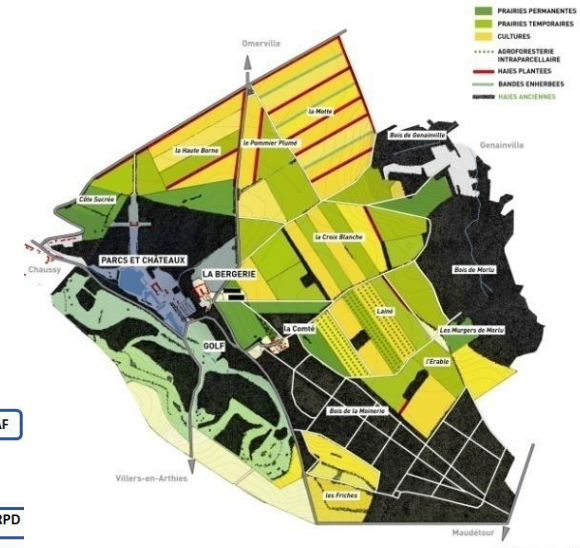 PRAIRIES PERMANENTES
PRAIRIES TEMPORAIRES
CULTURES
AGROFORESTERIE
INTRAPARCELLAIRE
HAIES PLANTEES
BANDES ENHERBEES
HAIES ANCIENNES
Omerville
la Motte
Bois de Genainville
Genainville
la Haute Borne
le Pommier Plumé
Côte Sucrée
la Croix Blanche
PARCS ET CHÂTEAUX
LA BERGERIE
Bois de Morlu
Chaussy
Lainé
la Comté
Les Murgers de Morlu
GOLF
l'Erable
Bois de la Moinerie
AF
Villers-en-Arthies
les Friches
RPD
Maudétour